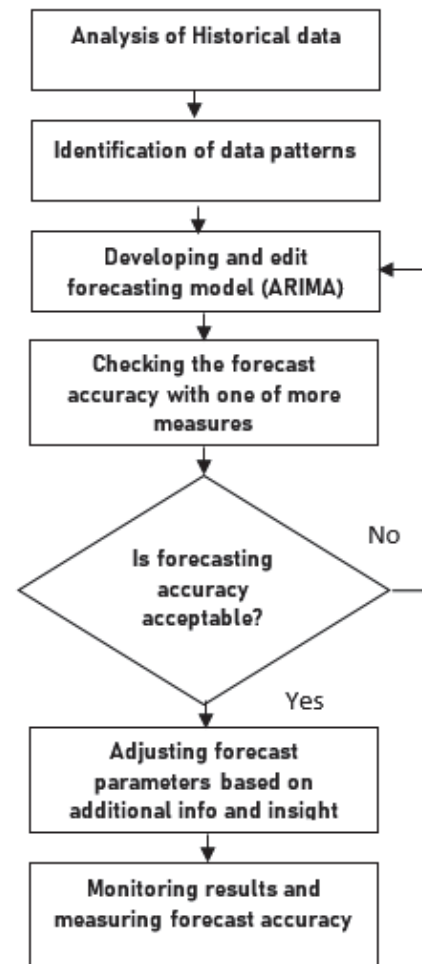 Analysis of Historical data
Identification of data patterns
Developing and edit
forecasting model (ARIMA)
Checking the forecast
accuracy with one of more
measures
Is forecasting
accuracy
acceptable?
No
Yes
Adjusting forecast
parameters based on
additional info and insight
Monitoring results and
measuring forecast accuracy